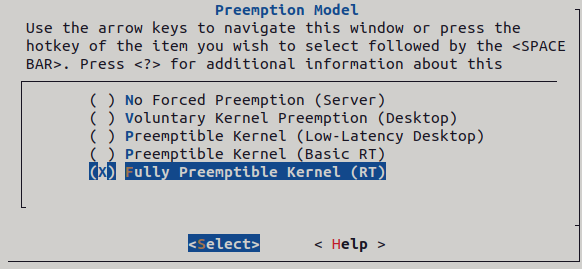 Preemption Model
Use the arrow keys to navigate this window or press the
hotkey of the item you wish to select followed by the <SPACE
BAR>. Press <?> for additional information about this
( ) No Forced Preemption (Server)
( ) Voluntary Kernel Preemption (Desktop)
( ) Preemptible Kernel (Low-Latency Desktop)
( ) Preemptible Kernel (Basic RT)
(X) Fully Preemptible Kernel (RT)
<Select> < Help >